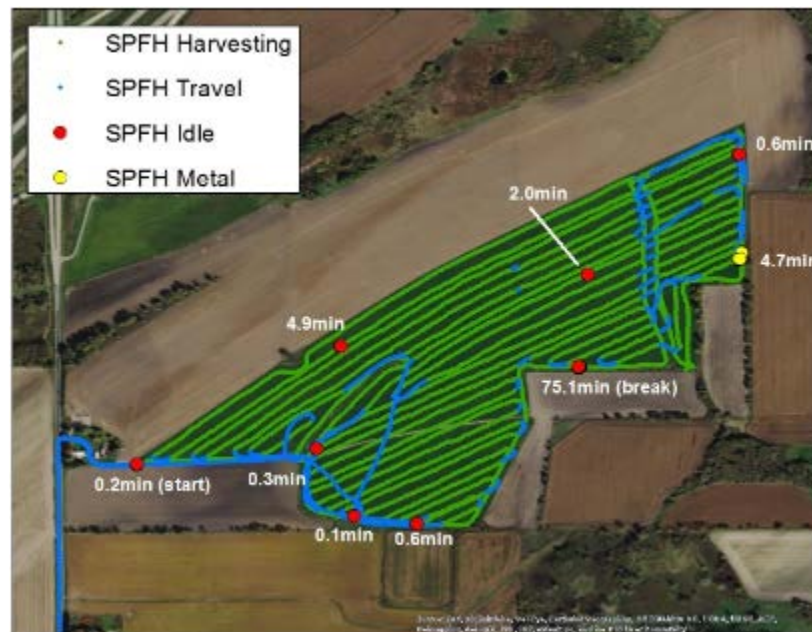 SPFH Harvesting
SPFH Travel
SPFH Idle
SPFH Metal
0.6min
2.0min
4.7min
4.9min
75.1min (break)
0.2min (start)
0.3min
0.1min
0.6min